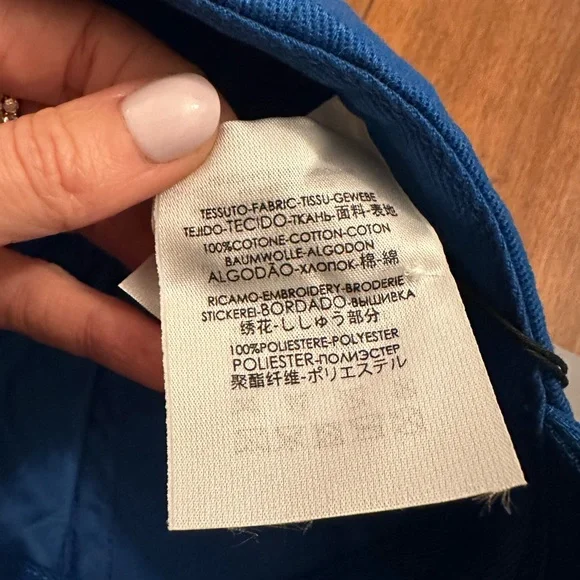 TESSUTO-FABRIC-TISSU-GEWEBE
TEJIDO-TECIDO-ТКАНЬ-面料-表地
100%COTONE-COTTON-COTON
BAUMWOLLE-ALGODON
ALGODÃO-ХЛОПОК-棉-綿
RICAMO-EMBROIDERY-BRODERIE
STICKEREI-BORDADO-ВЫШИВКА
绣花-ししゅう部分
100%POLIESTERE-POLYESTER
POLIESTER-ПОЛИЭСТЕР
聚酯纤维-ポリエステル